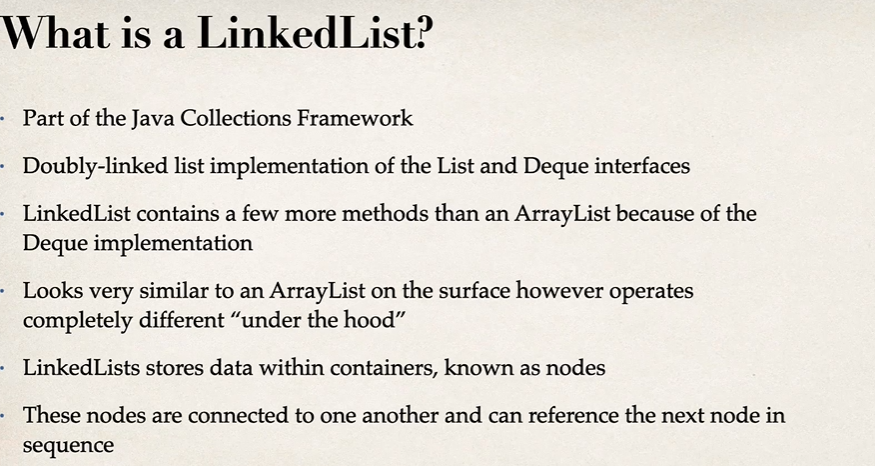 What is a LinkedList?
· Part of the Java Collections Framework
· Doubly-linked list implementation of the List and Deque interfaces
· LinkedList contains a few more methods than an ArrayList because of the
Deque implementation
· Looks very similar to an ArrayList on the surface however operates
completely different “under the hood”
· LinkedLists stores data within containers, known as nodes
· These nodes are connected to one another and can reference the next node in
sequence